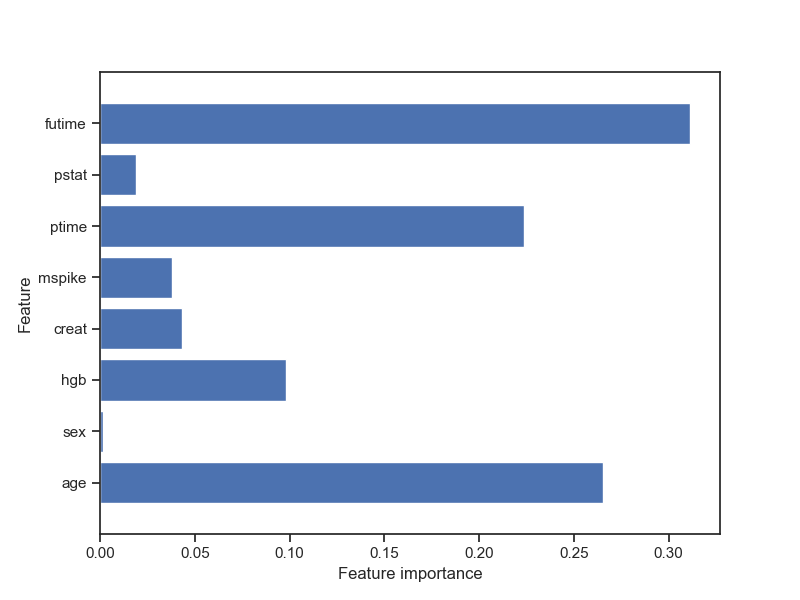 futime
pstat
ptime
mspike
creat
hgb
sex
age
Feature
0.00 0.05 0.10 0.15 0.20 0.25 0.30
Feature importance